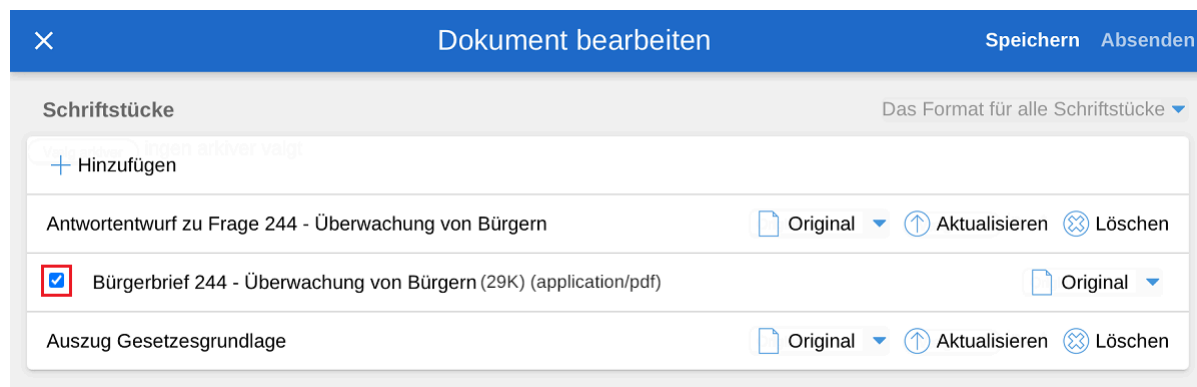 Dokument bearbeiten Speichern Absenden
Schriftstücke Das Format für alle Schriftstücke
Hinzufügen
Antwortentwurf zu Frage 244 - Überwachung von Bürgern Original Aktualisieren Löschen
Bürgerbrief 244 - Überwachung von Bürgern (29K) (application/pdf) Original
Auszug Gesetzesgrundlage Original Aktualisieren Löschen